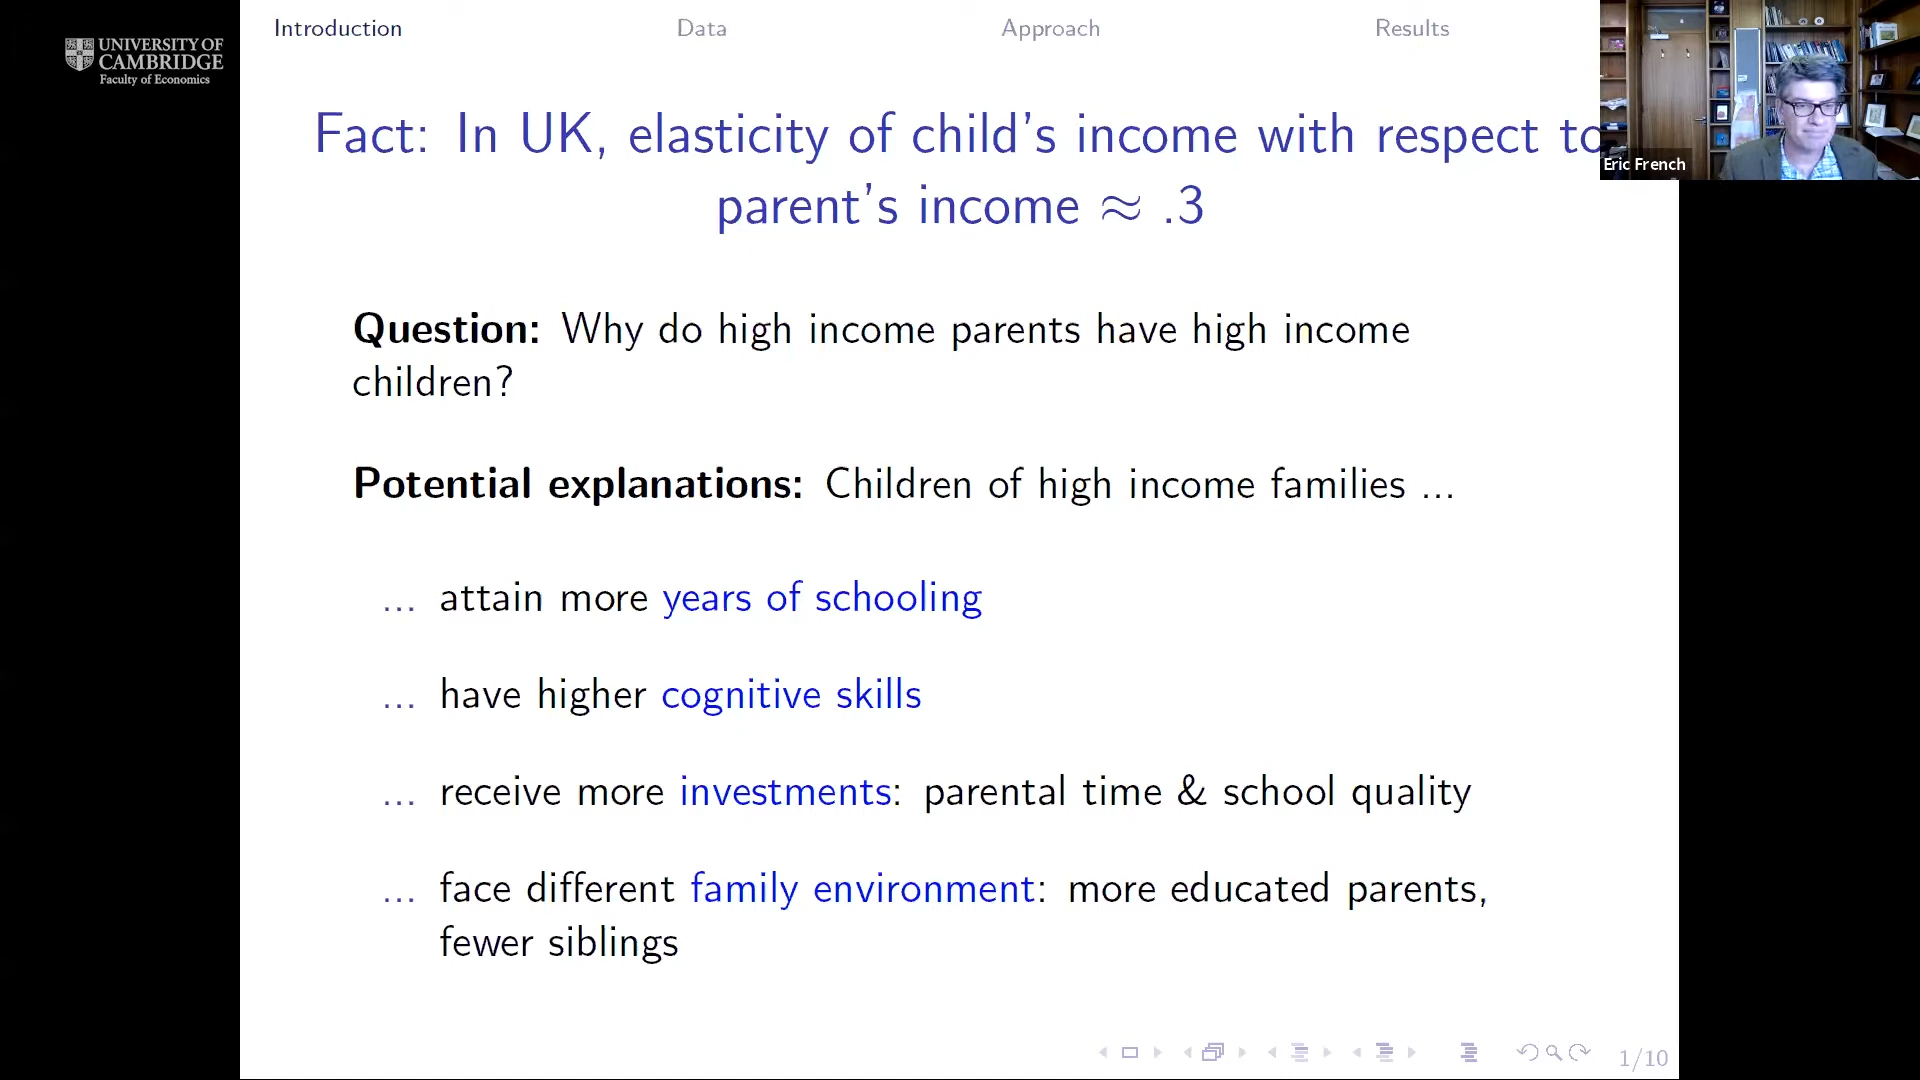 UNIVERSITY OF
CAMBRIDGE
Faculty of Economics
Introduction Data Approach Results
Fact: In UK, elasticity of child's income with respect to
parent's income ≈ .3
Eric French
Question: Why do high income parents have high income
children?
Potential explanations: Children of high income families ...
... attain more years of schooling
... have higher cognitive skills
... receive more investments: parental time & school quality
... face different family environment: more educated parents,
fewer siblings
1/10